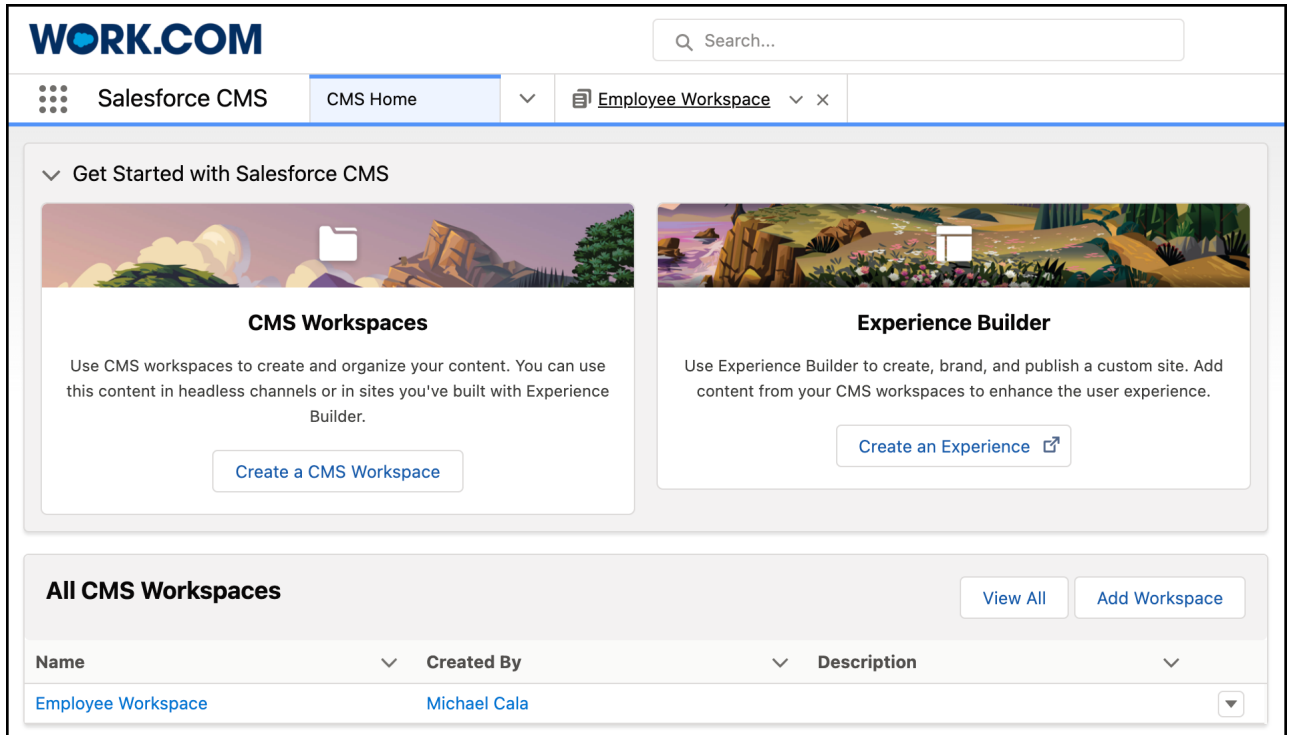 WORK.COM
Search...
Salesforce CMS
CMS Home
Employee Workspace
Get Started with Salesforce CMS
CMS Workspaces
Use CMS workspaces to create and organize your content. You can use
this content in headless channels or in sites you've built with Experience
Builder.
Create a CMS Workspace
Experience Builder
Use Experience Builder to create, brand, and publish a custom site. Add
content from your CMS workspaces to enhance the user experience.
Create an Experience
All CMS Workspaces
View All
Add Workspace
Name
Created By
Description
Employee Workspace
Michael Cala